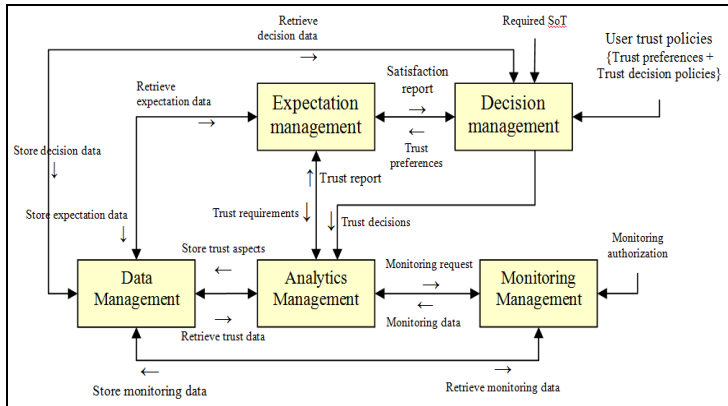 Retrieve
decision data
→
Required SoT
User trust policies
{Trust preferences +
Trust decision policies}
Retrieve
expectation data
→
Expectation
management
Satisfaction
report
→
←
Trust
preferences
Decision
management
Store decision data
↓
↑ Trust report
Store expectation data
↓
Trust requirements
↓
↓ Trust decisions
Store trust aspects
←
Monitoring
authorization
Data
Management
Analytics
Management
Monitoring request
→
←
Monitoring data
Monitoring
Management
→
Retrieve trust data
←
Store monitoring data
→
Retrieve monitoring data